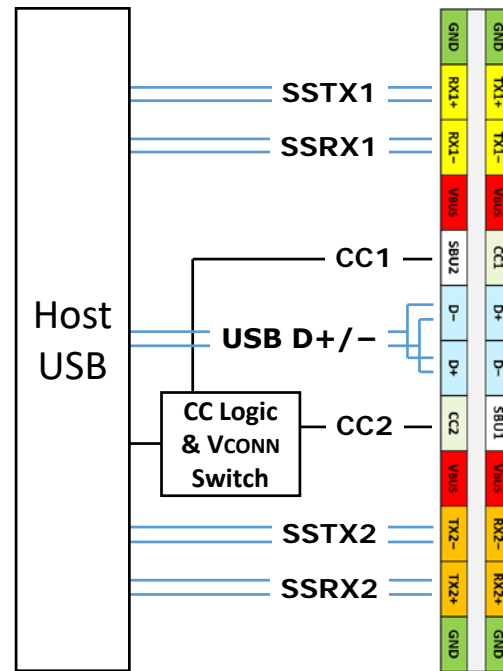 SSTX1
SSRX1
CC1
Host
USB
USB D+/−
CC Logic
& VCONN
Switch
CC2
SSTX2
SSRX2
GND
RX1+
RX1−
VBUS
SBU2
D−
D+
CC2
VBUS
TX2−
TX2+
GND
GND
TX1+
TX1−
VBUS
CC1
D+
D−
SBU1
VBUS
RX2−
RX2+
GND